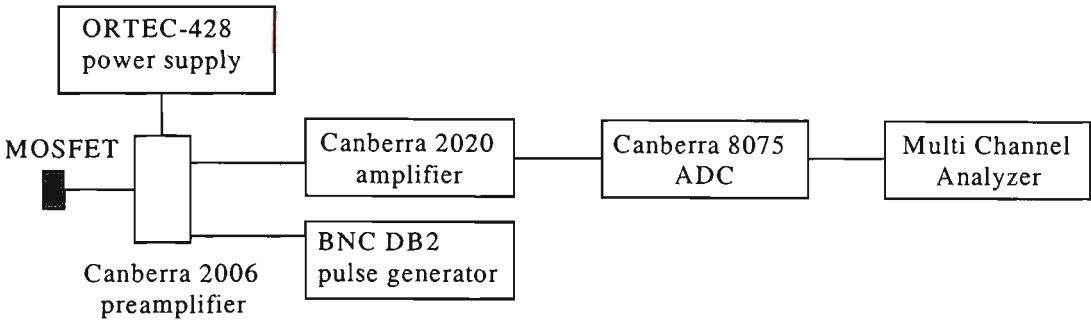 ORTEC-428
power supply
MOSFET
Canberra 2006
preamplifier
Canberra 2020
amplifier
BNC DB2
pulse generator
Canberra 8075
ADC
Multi Channel
Analyzer